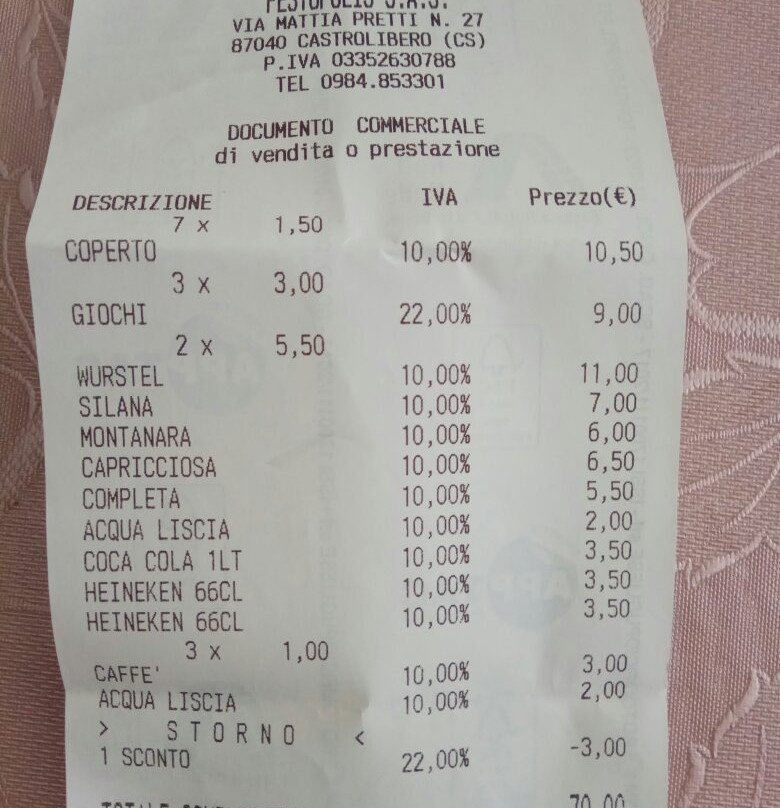 VIA MATTIA PRETTI N. 27
87040 CASTROLIBERO (CS)
P.IVA 03352630788
TEL 0984.853301
DOCUMENTO COMMERCIALE
di vendita o prestazione
DESCRIZIONE IVA Prezzo(€)
7 x 1,50
COPERTO 10,00% 10,50
3 x 3,00
GIOCHI 22,00% 9,00
2 x 5,50
WURSTEL 10,00% 11,00
SILANA 10,00% 7,00
MONTANARA 10,00% 6,00
CAPRICCIOSA 10,00% 6,50
COMPLETA 10,00% 5,50
ACQUA LISCIA 10,00% 2,00
COCA COLA 1LT 10,00% 3,50
HEINEKEN 66CL 10,00% 3,50
HEINEKEN 66CL 10,00% 3,50
3 x 1,00
CAFFE' 10,00% 3,00
ACQUA LISCIA 10,00% 2,00
> S T O R N O <
1 SCONTO 22,00% -3,00
70,00